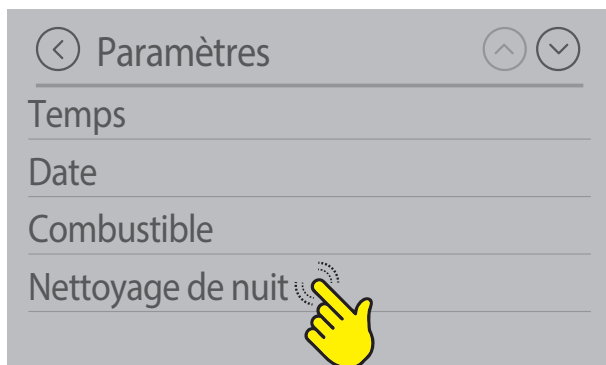 Paramètres
Temps
Date
Combustible
Nettoyage de nuit